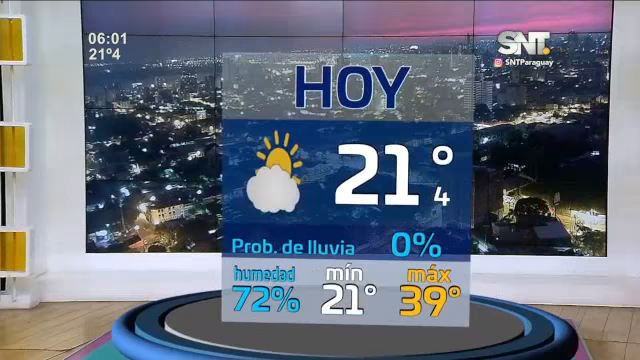 06:01
21°4
SNT.
SNTParaguay
HOY
21°4
Prob. de lluvia 0%
humedad mín máx
72% 21° 39°